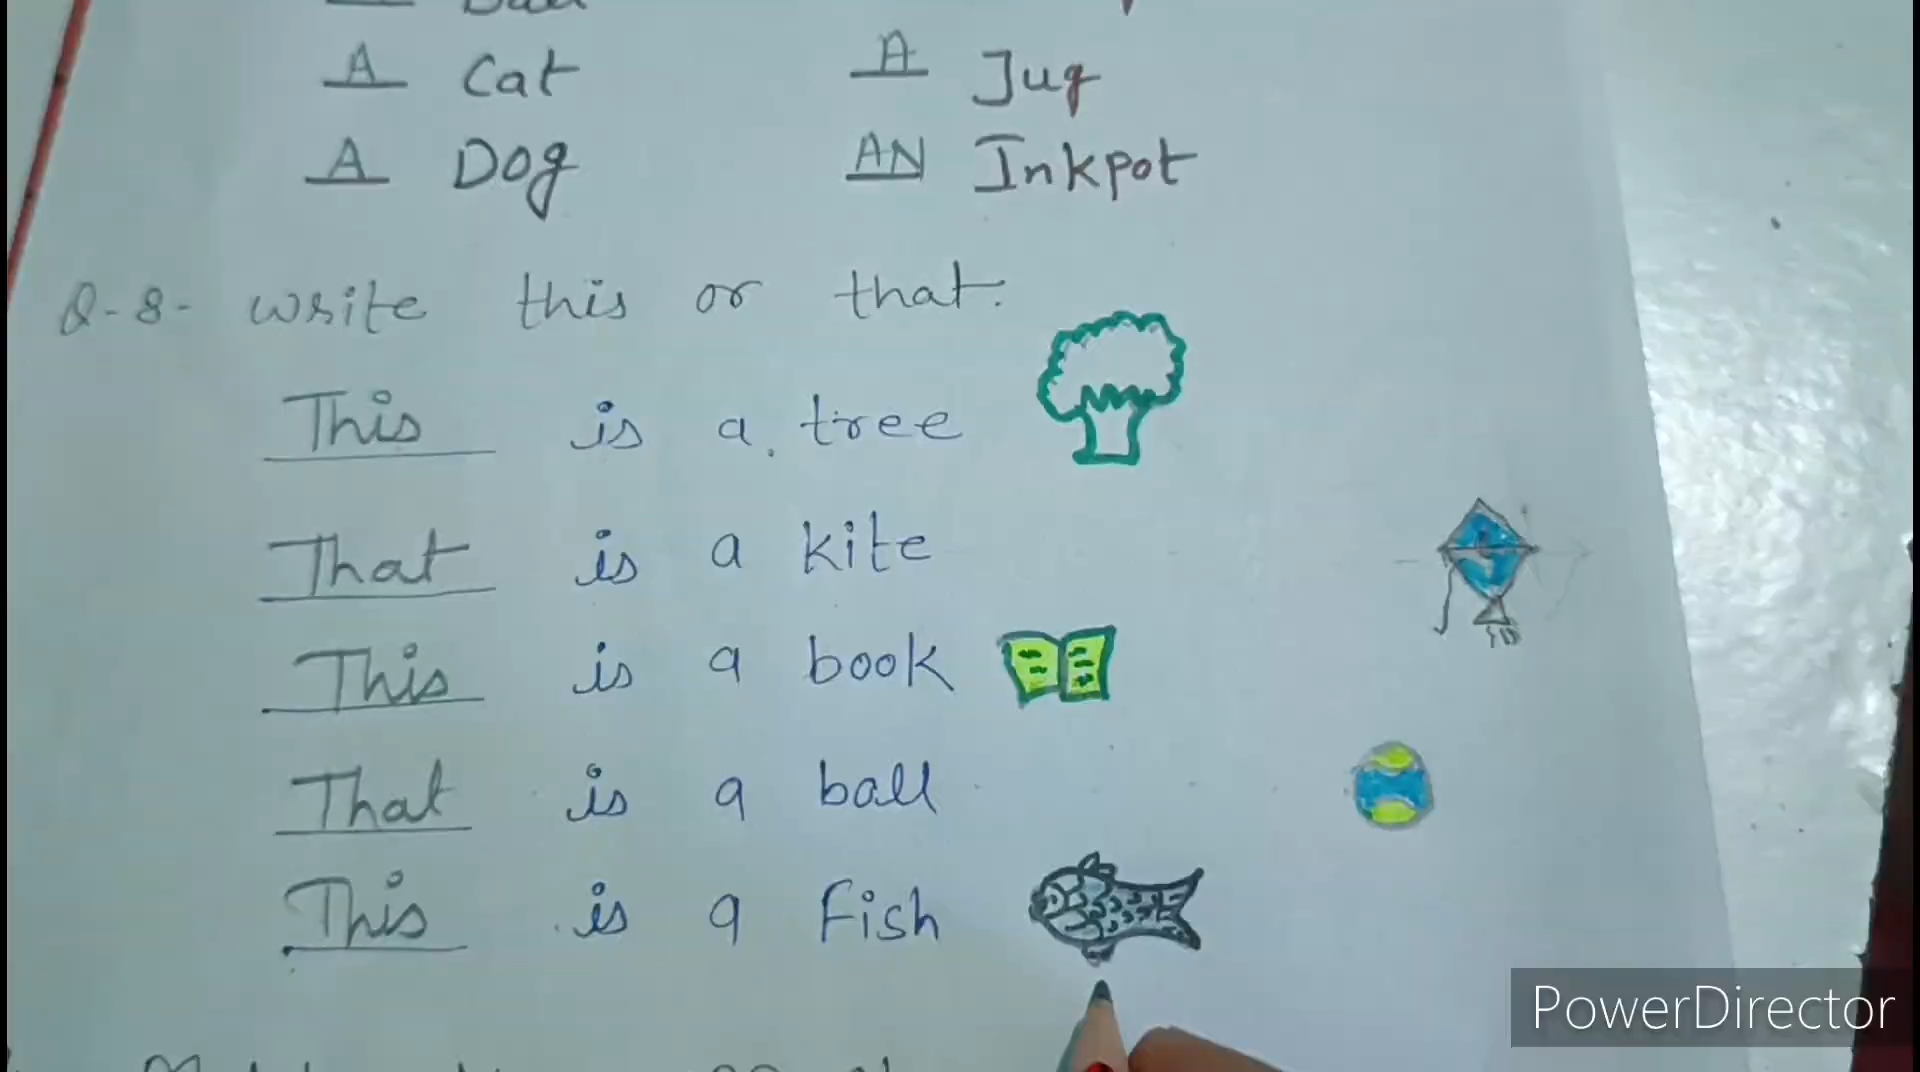 A Cat A Jug
A Dog AN Inkpot
Q-8- Write this or that.
This is a tree
That is a kite
This is a book
That is a ball
This is a Fish
PowerDirector